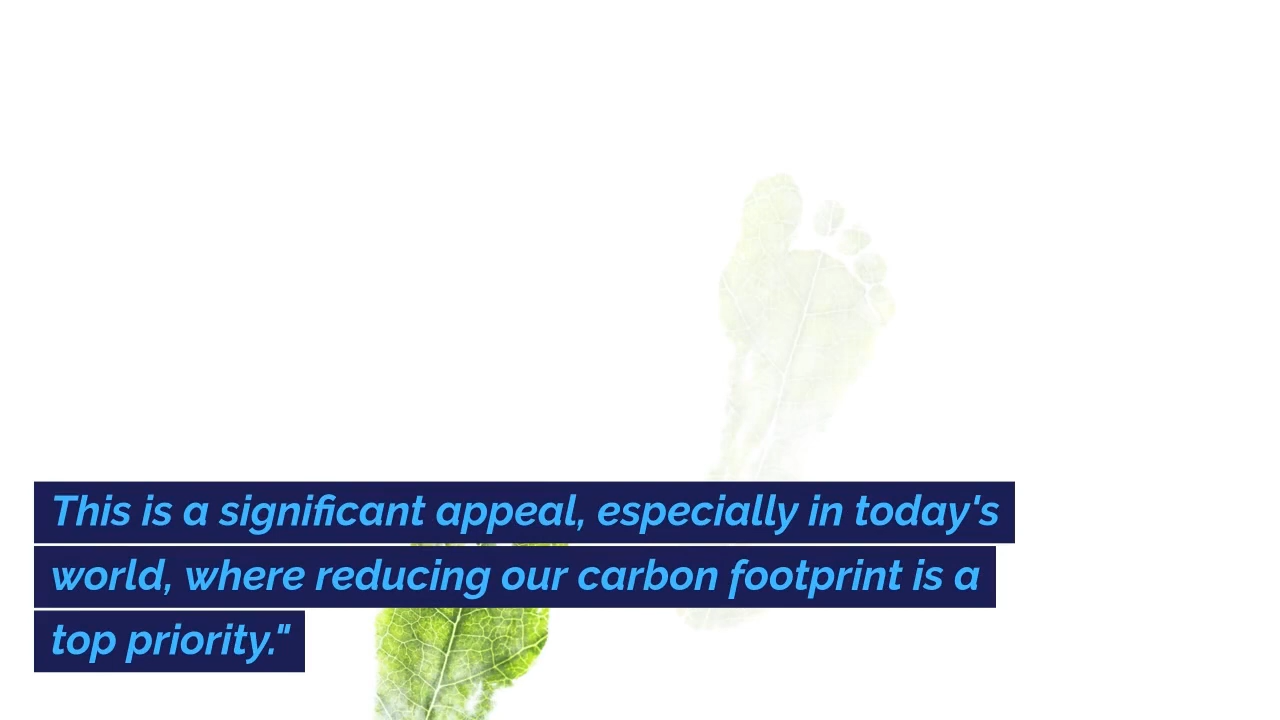 This is a significant appeal, especially in today's
world, where reducing our carbon footprint is a
top priority."